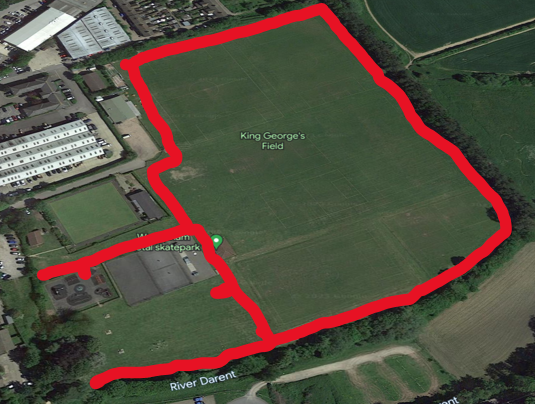 King George's
Field
skatepark
River Darent